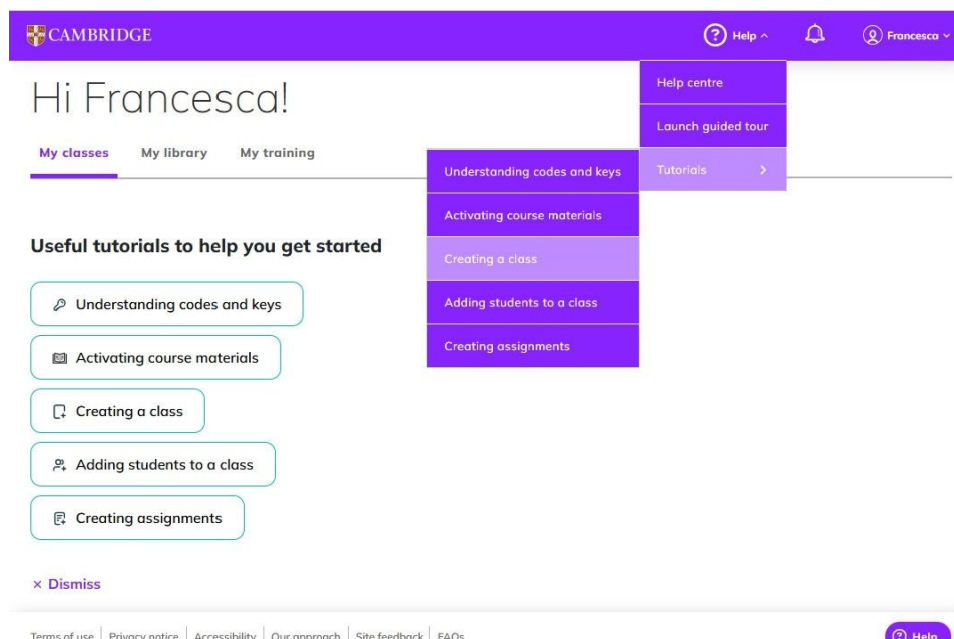 CAMBRIDGE
Help
Francesca
Help centre
Launch guided tour
Tutorials
Understanding codes and keys
Activating course materials
Creating a class
Adding students to a class
Creating assignments
Hi Francesca!
My classes My library My training
Useful tutorials to help you get started
Understanding codes and keys
Activating course materials
Creating a class
Adding students to a class
Creating assignments
× Dismiss
Terms of use | Privacy notice | Accessibility | Our approach | Site feedback | FAQs
Help